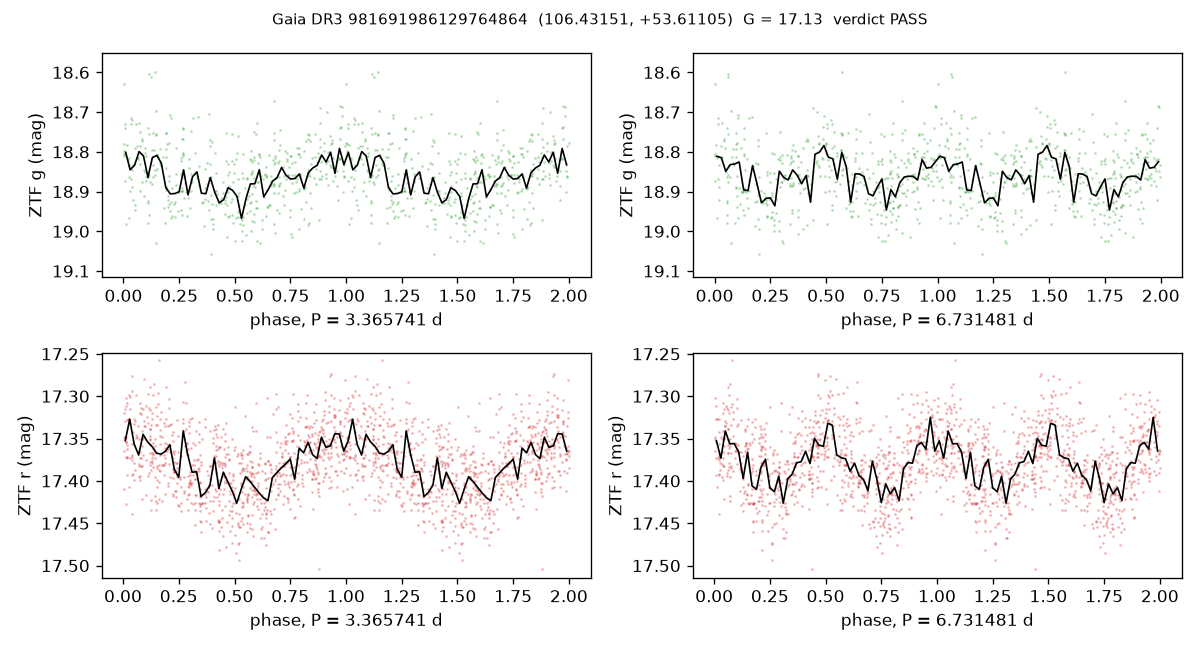 Gaia DR3 981691986129764864 (106.43151, +53.61105) G = 17.13 verdict PASS
ZTF g (mag)
18.6
18.7
18.8
18.9
19.0
19.1
0.00 0.25 0.50 0.75 1.00 1.25 1.50 1.75 2.00
phase, P = 3.365741 d
ZTF g (mag)
18.6
18.7
18.8
18.9
19.0
19.1
0.00 0.25 0.50 0.75 1.00 1.25 1.50 1.75 2.00
phase, P = 6.731481 d
ZTF r (mag)
17.25
17.30
17.35
17.40
17.45
17.50
0.00 0.25 0.50 0.75 1.00 1.25 1.50 1.75 2.00
phase, P = 3.365741 d
ZTF r (mag)
17.25
17.30
17.35
17.40
17.45
17.50
0.00 0.25 0.50 0.75 1.00 1.25 1.50 1.75 2.00
phase, P = 6.731481 d